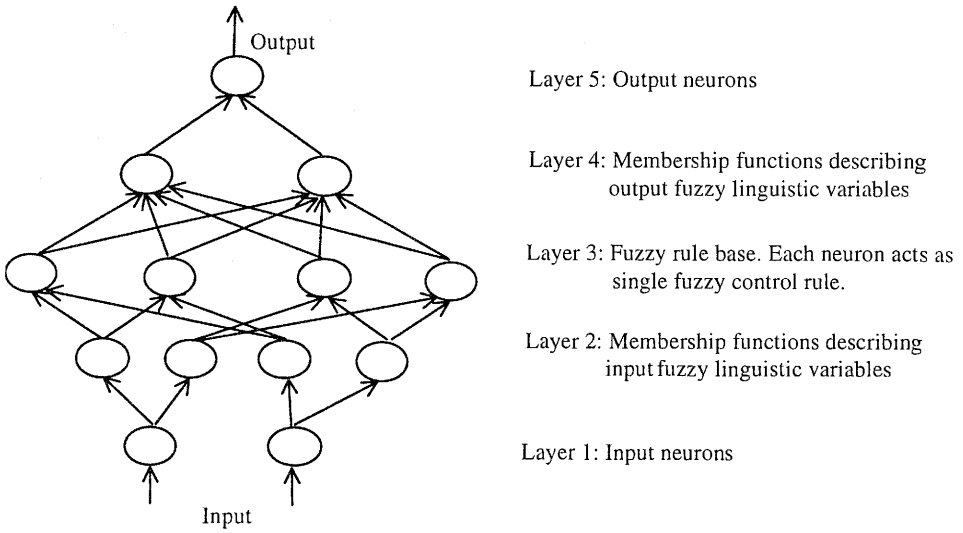 Output
Layer 5: Output neurons
Layer 4: Membership functions describing
output fuzzy linguistic variables
Layer 3: Fuzzy rule base. Each neuron acts as
single fuzzy control rule.
Layer 2: Membership functions describing
input fuzzy linguistic variables
Layer 1: Input neurons
Input